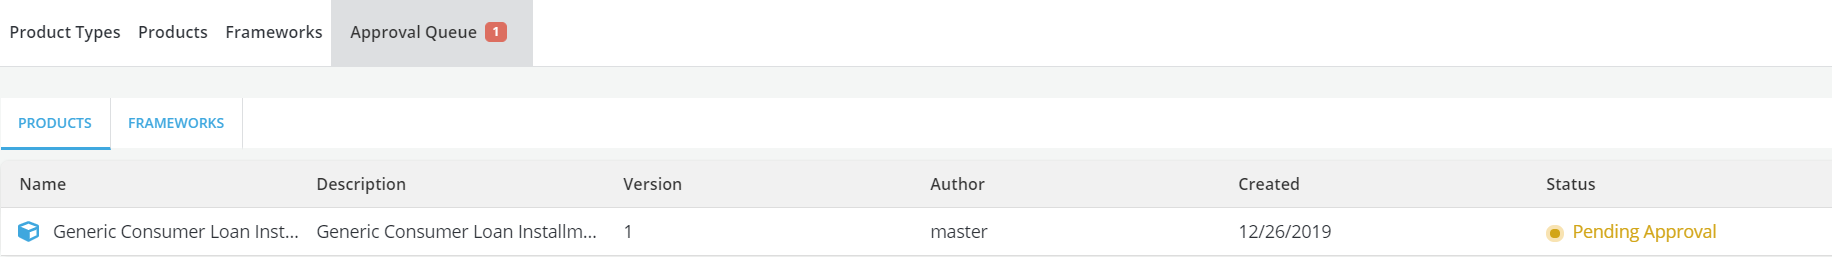 Product Types Products Frameworks Approval Queue 1
PRODUCTS FRAMEWORKS
Name Description Version Author Created Status
Generic Consumer Loan Inst... Generic Consumer Loan Installm... 1 master 12/26/2019 Pending Approval